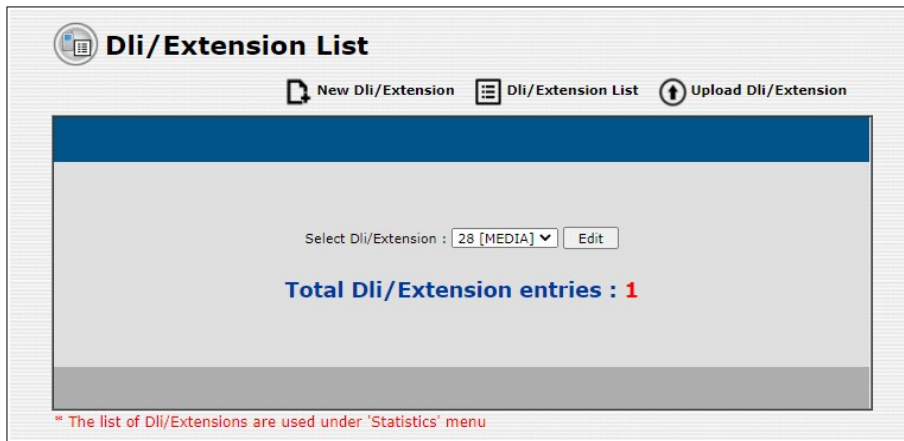 Dli/Extension List
New Dli/Extension Dli/Extension List Upload Dli/Extension
Select Dli/Extension : 28 [MEDIA] Edit
Total Dli/Extension entries : 1
* The list of Dli/Extensions are used under 'Statistics' menu